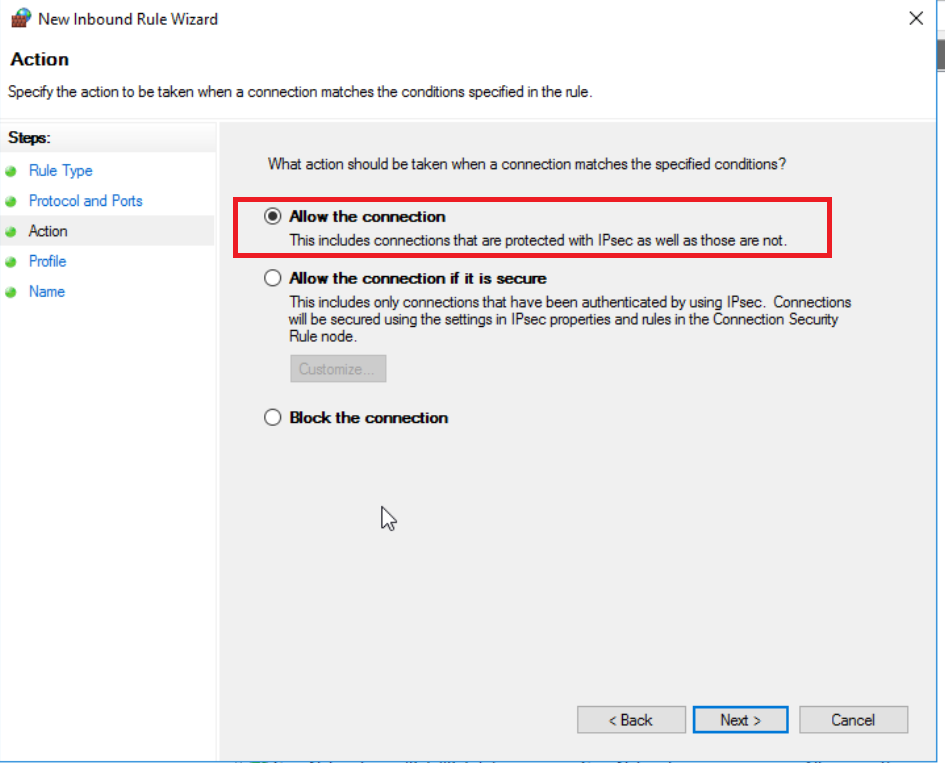 New Inbound Rule Wizard
Action
Specify the action to be taken when a connection matches the conditions specified in the rule.
Steps:
Rule Type
Protocol and Ports
Action
Profile
Name
What action should be taken when a connection matches the specified conditions?
Allow the connection
This includes connections that are protected with IPsec as well as those are not.
Allow the connection if it is secure
This includes only connections that have been authenticated by using IPsec. Connections
will be secured using the settings in IPsec properties and rules in the Connection Security
Rule node.
Customize...
Block the connection
< Back
Next >
Cancel